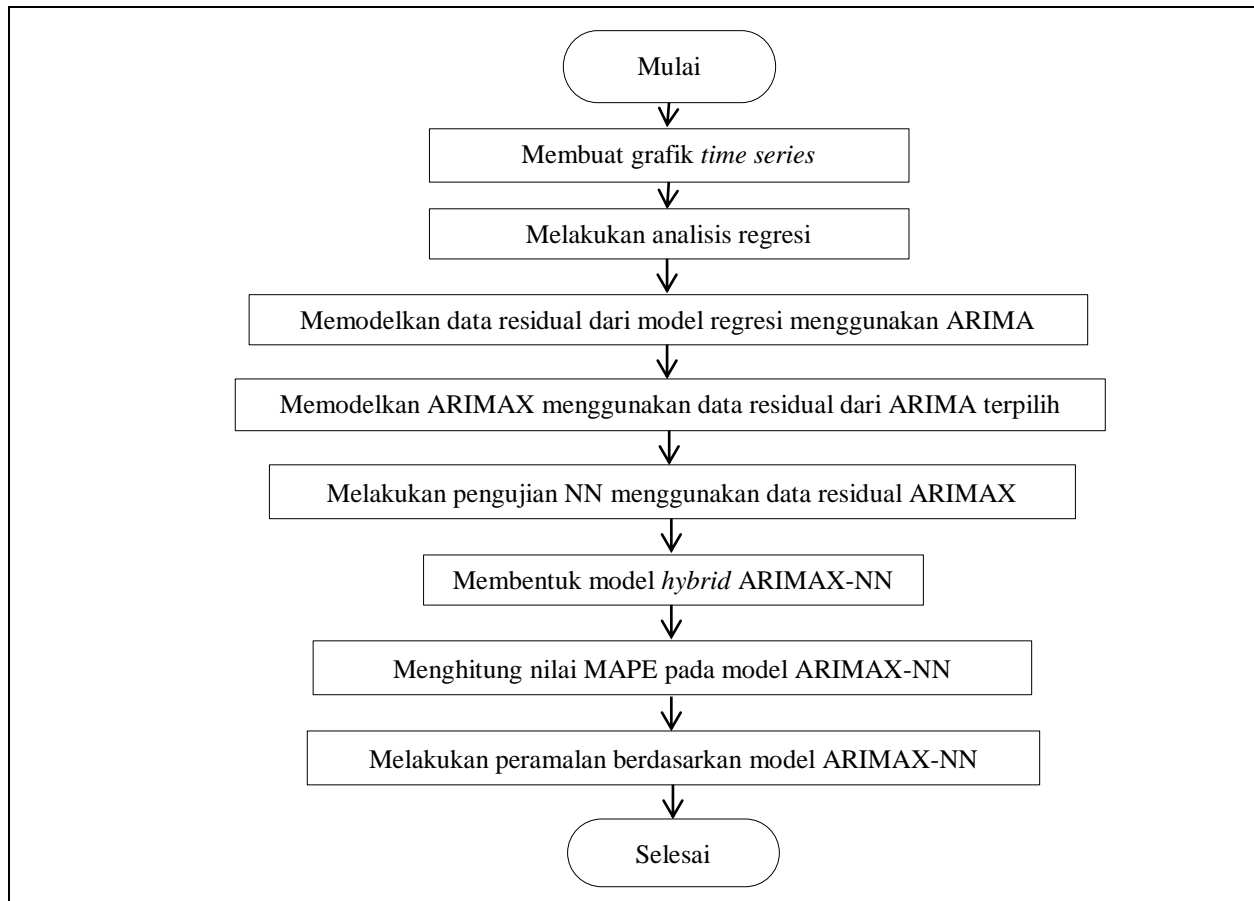 Mulai
Membuat grafik time series
Melakukan analisis regresi
Memodelkan data residual dari model regresi menggunakan ARIMA
Memodelkan ARIMAX menggunakan data residual dari ARIMA terpilih
Melakukan pengujian NN menggunakan data residual ARIMAX
Membentuk model hybrid ARIMAX-NN
Menghitung nilai MAPE pada model ARIMAX-NN
Melakukan peramalan berdasarkan model ARIMAX-NN
Selesai